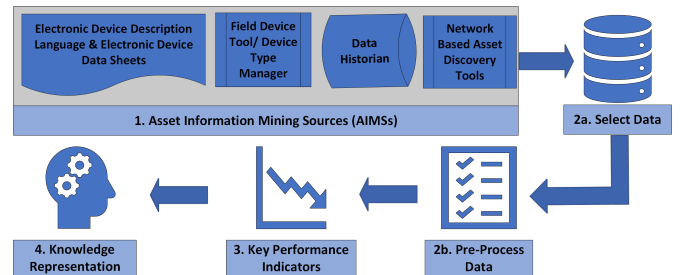 Electronic Device Description
Language & Electronic Device
Data Sheets
Field Device
Tool/ Device
Type
Manager
Data
Historian
Network
Based Asset
Discovery
Tools
1. Asset Information Mining Sources (AIMSs)
2a. Select Data
4. Knowledge
Representation
3. Key Performance
Indicators
2b. Pre-Process
Data